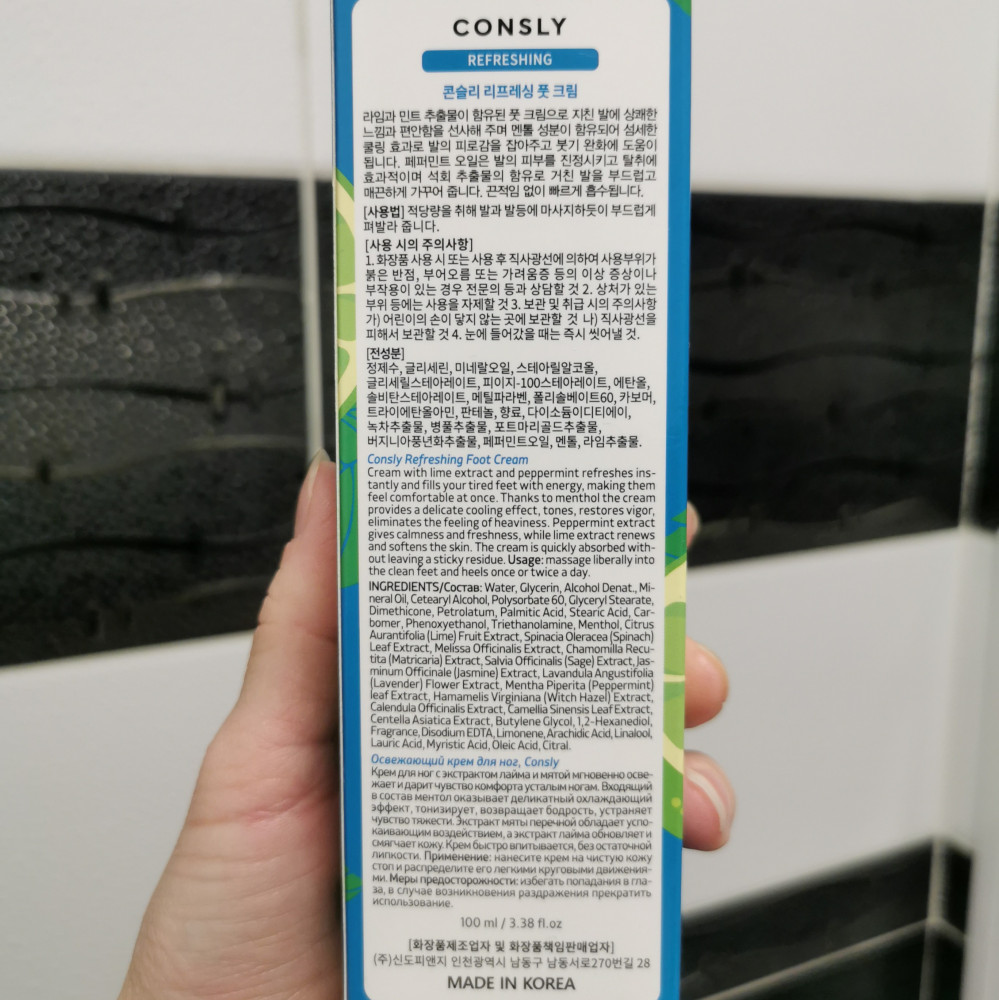 CONSLY
REFRESHING
콘슬리 리프레싱 풋 크림
라임과 민트 추출물이 함유된 풋 크림으로 지친 발에 상쾌한
느낌과 편안함을 선사해 주며 멘톨 성분이 함유되어 섬세한
쿨링 효과로 발의 피로감을 잡아주고 붓기 완화에 도움이
됩니다. 페퍼민트 오일은 발의 피부를 진정시키고 탈취에
효과적이며 석회 추출물의 함유로 거친 발을 부드럽고
매끈하게 가꾸어 줍니다. 끈적임 없이 빠르게 흡수됩니다.
[사용법] 적당량을 취해 발과 발등에 마사지하듯이 부드럽게
펴발라 줍니다.
[사용 시의 주의사항]
1. 화장품 사용 시 또는 사용 후 직사광선에 의하여 사용부위가
붉은 반점, 부어오름 또는 가려움증 등의 이상 증상이나
부작용이 있는 경우 전문의 등과 상담할 것 2. 상처가 있는
부위 등에는 사용을 자제할 것 3. 보관 및 취급 시의 주의사항
가) 어린이의 손이 닿지 않는 곳에 보관할 것 나) 직사광선을
피해서 보관할 것 4. 눈에 들어갔을 때는 즉시 씻어낼 것.
[전성분]
정제수, 글리세린, 미네랄오일, 스테아릴알코올,
글리세릴스테아레이트, 피이지-100스테아레이트, 에탄올,
솔비탄스테아레이트, 메틸파라벤, 폴리솔베이트60, 카보머,
트라이에탄올아민, 판테놀, 향료, 다이소듐이디티에이,
녹차추출물, 병풀추출물, 포트마리골드추출물,
버지니아풍년화추출물, 페퍼민트오일, 멘톨, 라임추출물.
Consly Refreshing Foot Cream
Cream with lime extract and peppermint refreshes ins-
tantly and fills your tired feet with energy, making them
feel comfortable at once. Thanks to menthol the cream
provides a delicate cooling effect, tones, restores vigor,
eliminates the feeling of heaviness. Peppermint extract
gives calmness and freshness, while lime extract renews
and softens the skin. The cream is quickly absorbed with-
out leaving a sticky residue. Usage: massage liberally into
the clean feet and heels once or twice a day.
INGREDIENTS/Состав: Water, Glycerin, Alcohol Denat., Mi-
neral Oil, Cetearyl Alcohol, Polysorbate 60, Glyceryl Stearate,
Dimethicone, Petrolatum, Palmitic Acid, Stearic Acid, Car-
bomer, Phenoxyethanol, Triethanolamine, Menthol, Citrus
Aurantifolia (Lime) Fruit Extract, Spinacia Oleracea (Spinach)
Leaf Extract, Melissa Officinalis Extract, Chamomilla Recu-
tita (Matricaria) Extract, Salvia Officinalis (Sage) Extract, Jas-
minum Officinale (Jasmine) Extract, Lavandula Angustifolia
(Lavender) Flower Extract, Mentha Piperita (Peppermint)
leaf Extract, Hamamelis Virginiana (Witch Hazel) Extract,
Calendula Officinalis Extract, Camellia Sinensis Leaf Extract,
Centella Asiatica Extract, Butylene Glycol, 1,2-Hexanediol,
Fragrance, Disodium EDTA, Limonene, Arachidic Acid, Linalool,
Lauric Acid, Myristic Acid, Oleic Acid, Citral.
Освежающий крем для ног, Consly
Крем для ног с экстрактом лайма и мятой мгновенно осве-
жает и дарит чувство комфорта усталым ногам. Входящий
в состав ментол оказывает деликатный охлаждающий
эффект, тонизирует, возвращает бодрость, устраняет
чувство тяжести. Экстракт мяты перечной обладает успо-
каивающим воздействием, а экстракт лайма обновляет и
смягчает кожу. Крем быстро впитывается, без остаточной
липкости. Применение: нанесите крем на чистую кожу
стоп и распределите его легкими круговыми движения-
ми. Меры предосторожности: избегать попадания в гла-
за, в случае возникновения раздражения прекратить
использование.
100 ml / 3.38 fl.oz
[화장품제조업자 및 화장품책임판매업자]
(주)신도피앤지 인천광역시 남동구 남동서로270번길 28
MADE IN KOREA